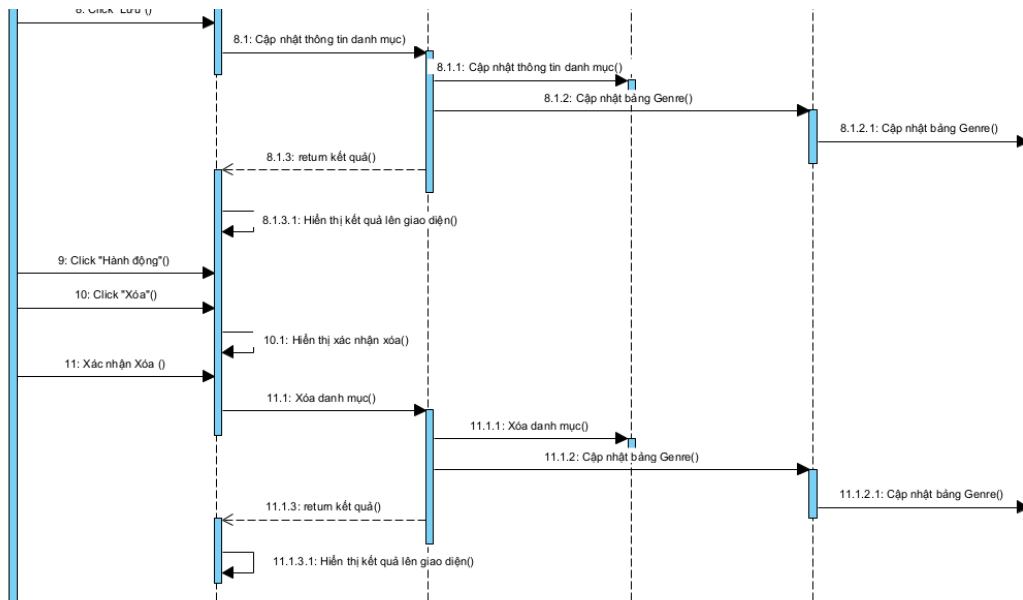 8: Click "Lưu"()
8.1: Cập nhật thông tin danh mục)
8.1.1: Cập nhật thông tin danh mục()
8.1.2: Cập nhật bảng Genre()
8.1.2.1: Cập nhật bảng Genre()
8.1.3: return kết quả()
8.1.3.1: Hiển thị kết quả lên giao diện()
9: Click "Hành động"()
10: Click "Xóa"()
10.1: Hiển thị xác nhận xóa()
11: Xác nhận Xóa ()
11.1: Xóa danh mục()
11.1.1: Xóa danh mục()
11.1.2: Cập nhật bảng Genre()
11.1.2.1: Cập nhật bảng Genre()
11.1.3: return kết quả()
11.1.3.1: Hiển thị kết quả lên giao diện()